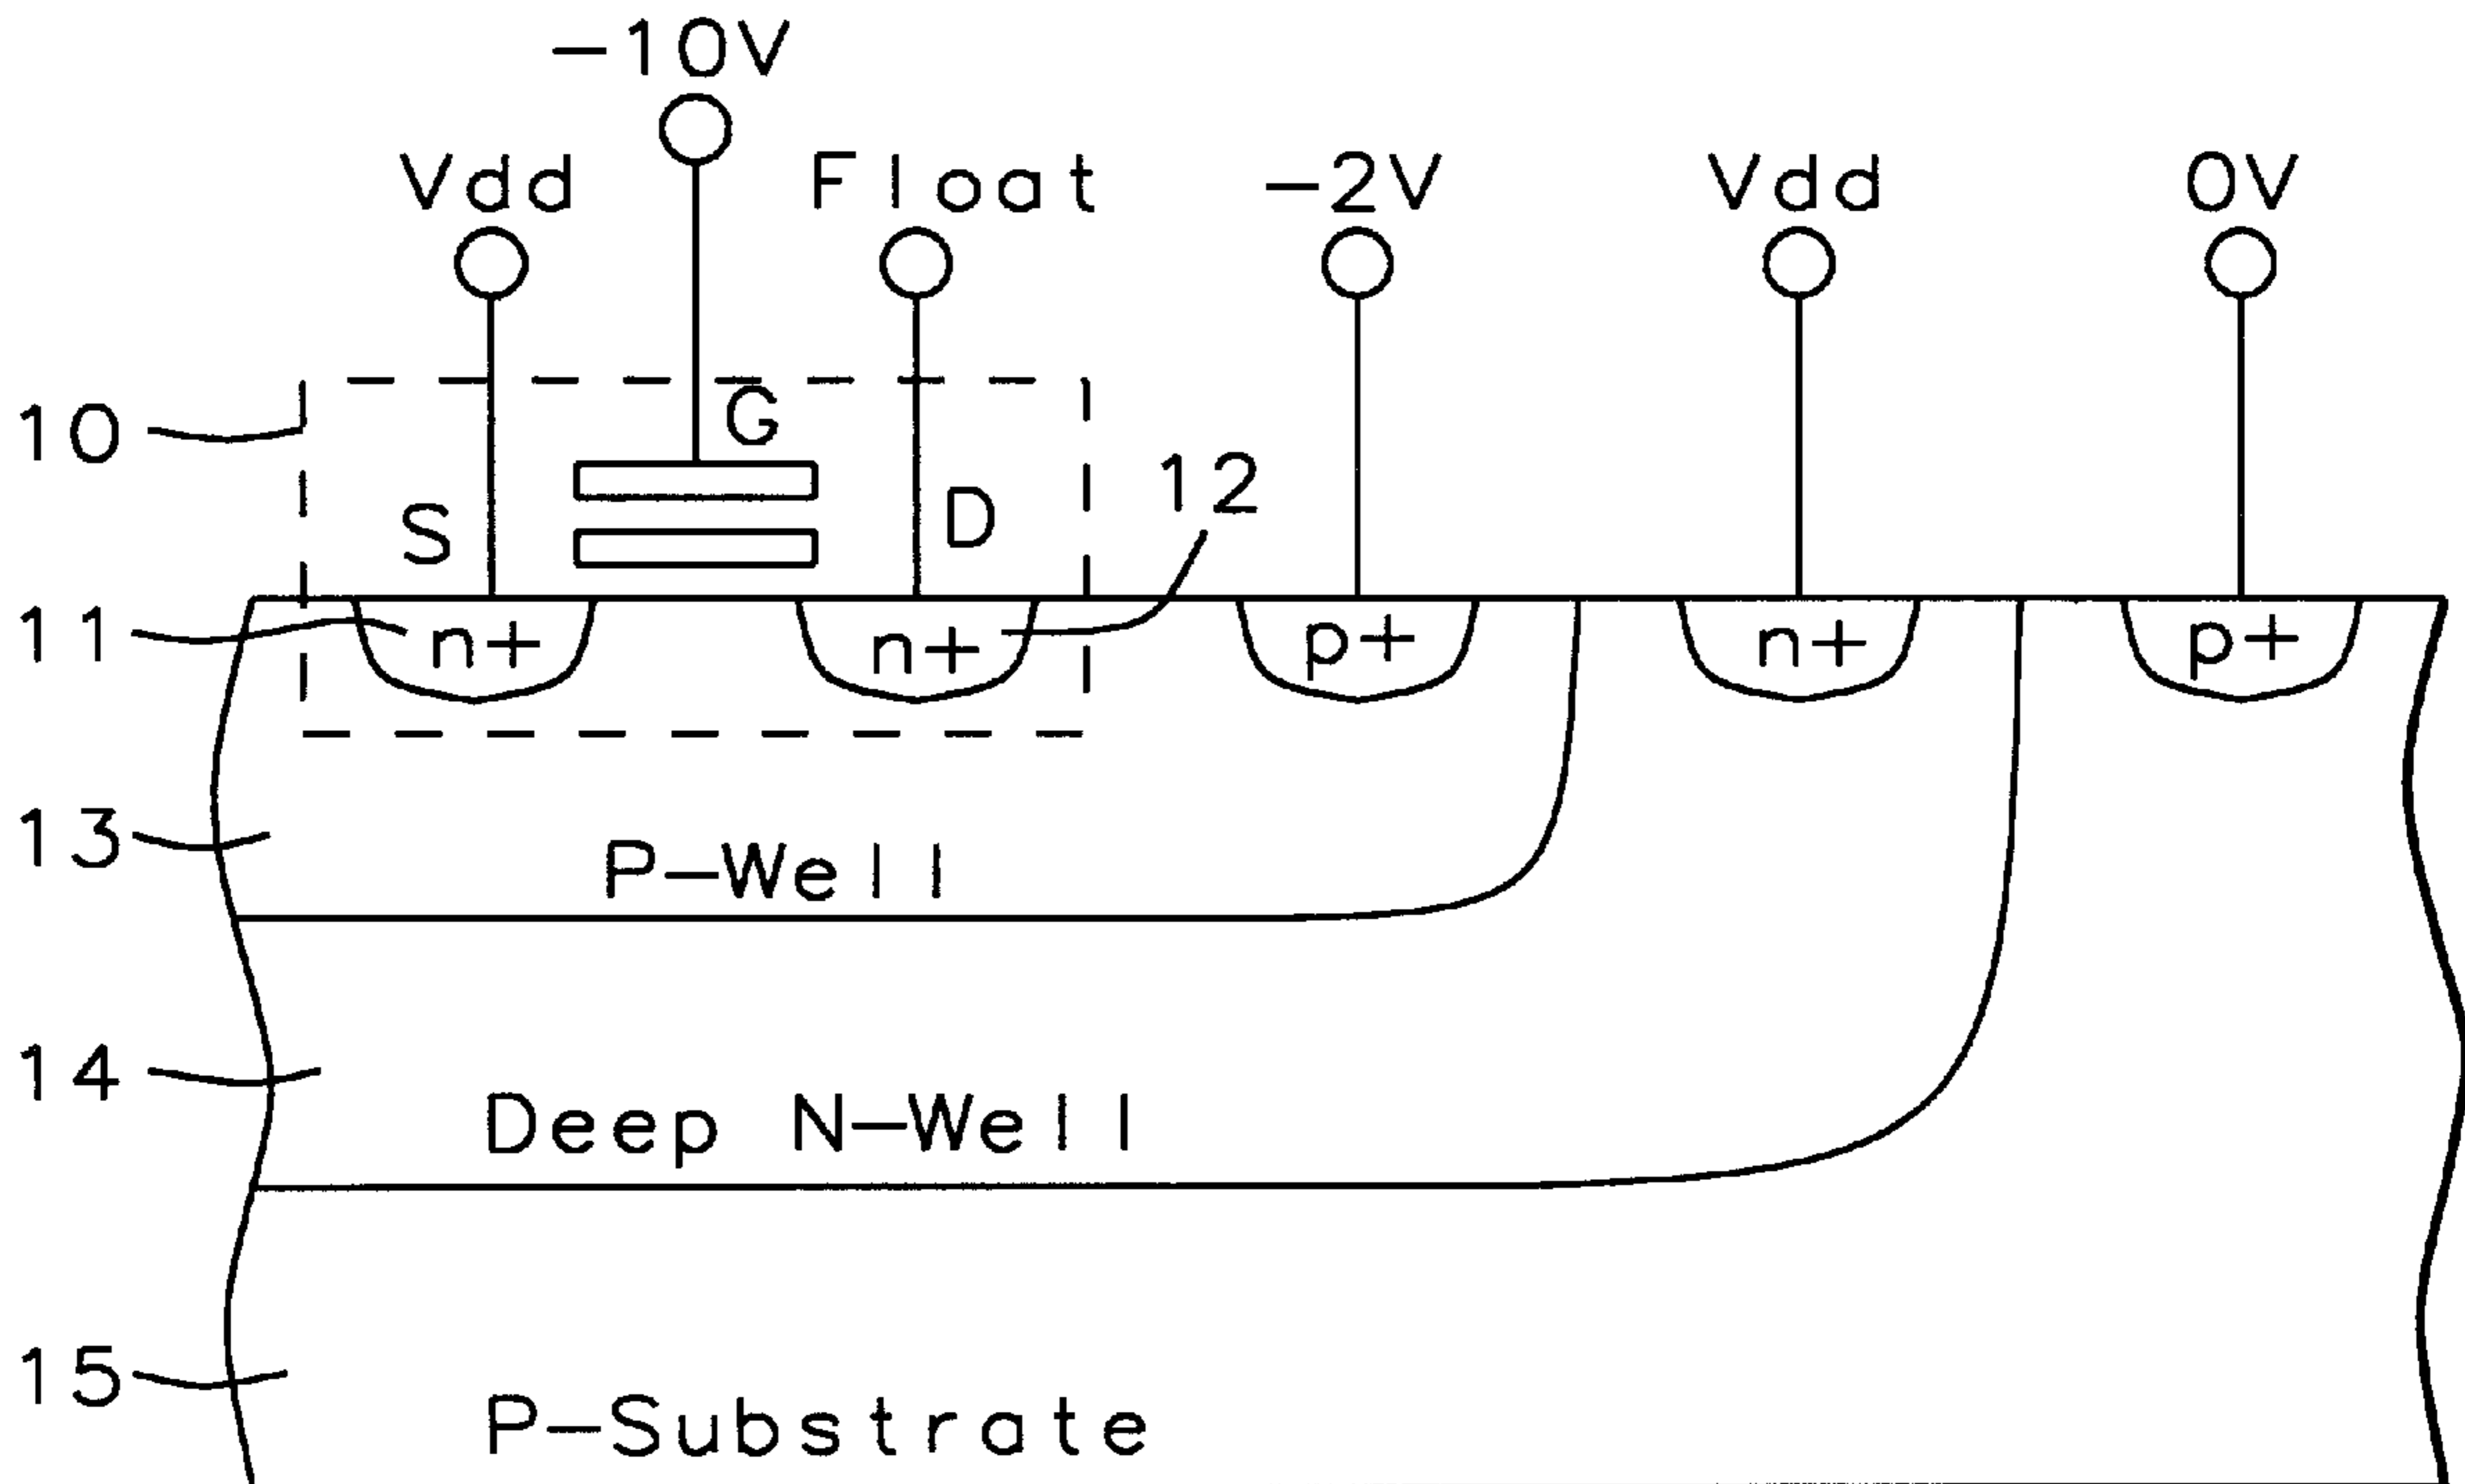 -10V
Vdd
Float
-2V
Vdd
0V
10
G
12
S
D
11
n+
n+
p+
n+
p+
13
P-Well
14
Deep N-Well
15
P-Substrate